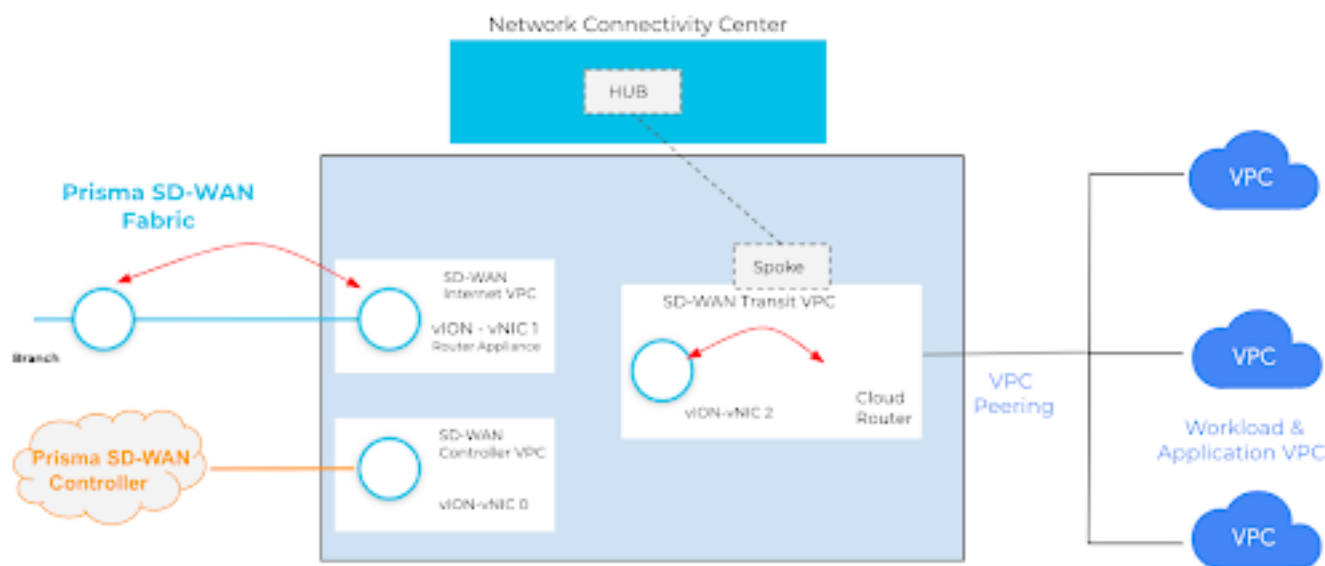 Network Connectivity Center
HUB
Prisma SD-WAN
Fabric
Branch
SD-WAN
Internet VPC
vION - vNIC 1
Router Appliance
Prisma SD-WAN
Controller
SD-WAN
Controller VPC
vION-vNIC 0
Spoke
SD-WAN Transit VPC
vION-vNIC 2
Cloud
Router
VPC
Peering
VPC
VPC
Workload &
Application VPC
VPC